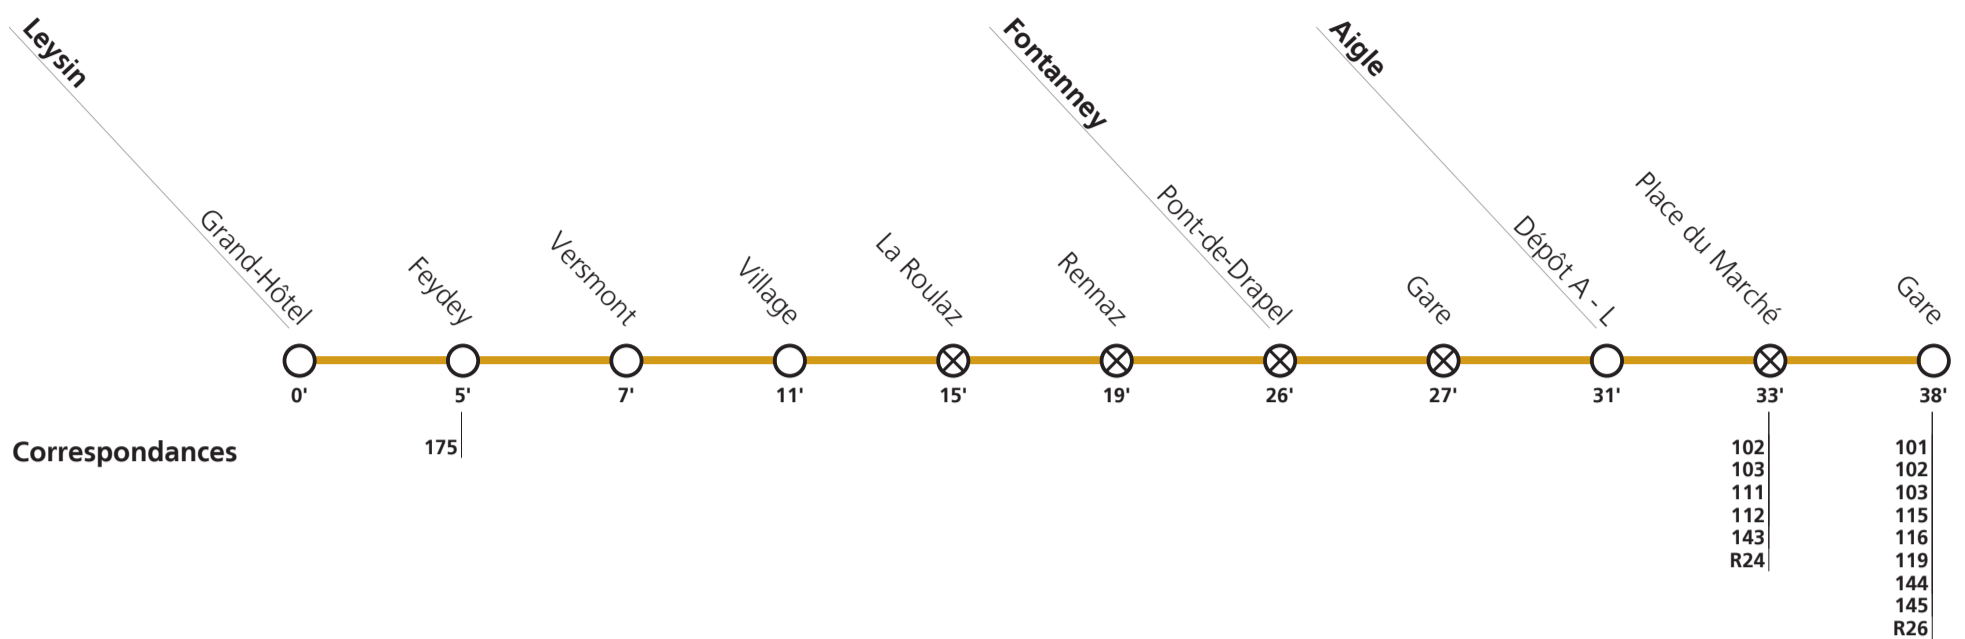 Leysin
Fontanney
Aigle
Grand-Hôtel
Feydey
Versmont
Village
La Roulaz
Rennaz
Pont-de-Drapel
Gare
Dépôt A - L
Place du Marché
Gare
0' 5' 7' 11' 15' 19' 26' 27' 31' 33' 38'
Correspondances
175
102
103
111
112
143
R24
101
102
103
115
116
119
144
145
R26